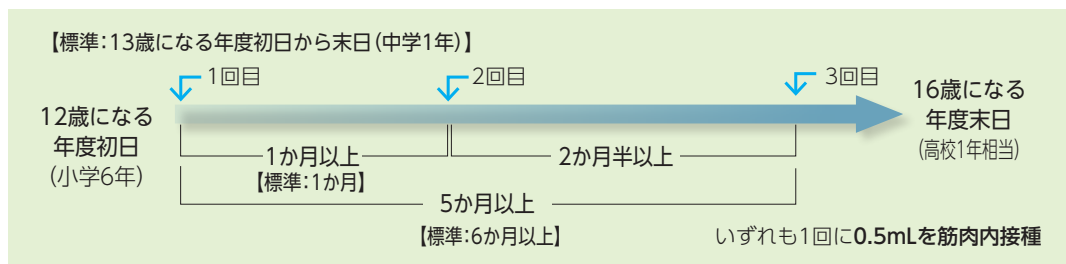 【標準:13歳になる年度初日から末日(中学1年)】
1回目
2回目
3回目
12歳になる
年度初日
(小学6年)
16歳になる
年度末日
(高校1年相当)
1か月以上
【標準:1か月】
2か月半以上
5か月以上
【標準:6か月以上】
いずれも1回に0.5mLを筋肉内接種